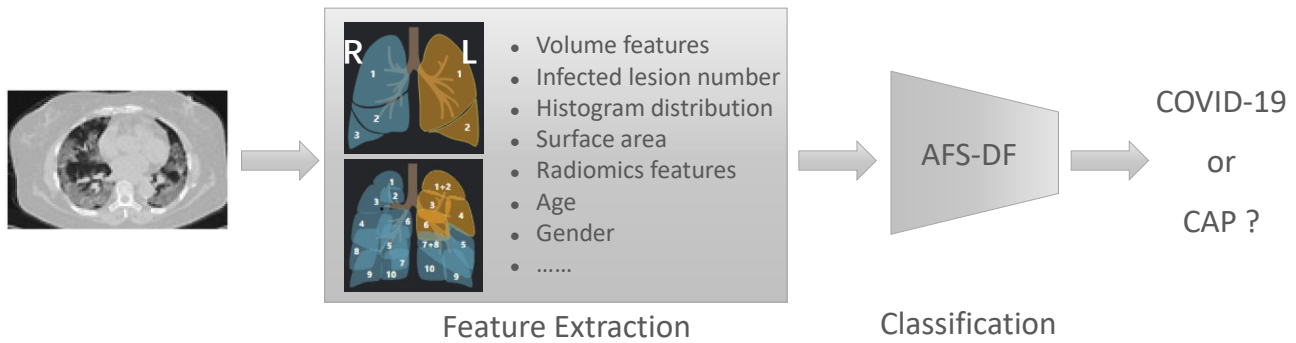 R
L
1
2
3
1
2
1
2
3
4
5
6
7
8
9
10
1+2
3
4
6
7+8
5
10
9
• Volume features
• Infected lesion number
• Histogram distribution
• Surface area
• Radiomics features
• Age
• Gender
• ......
Feature Extraction
AFS-DF
Classification
COVID-19
or
CAP ?